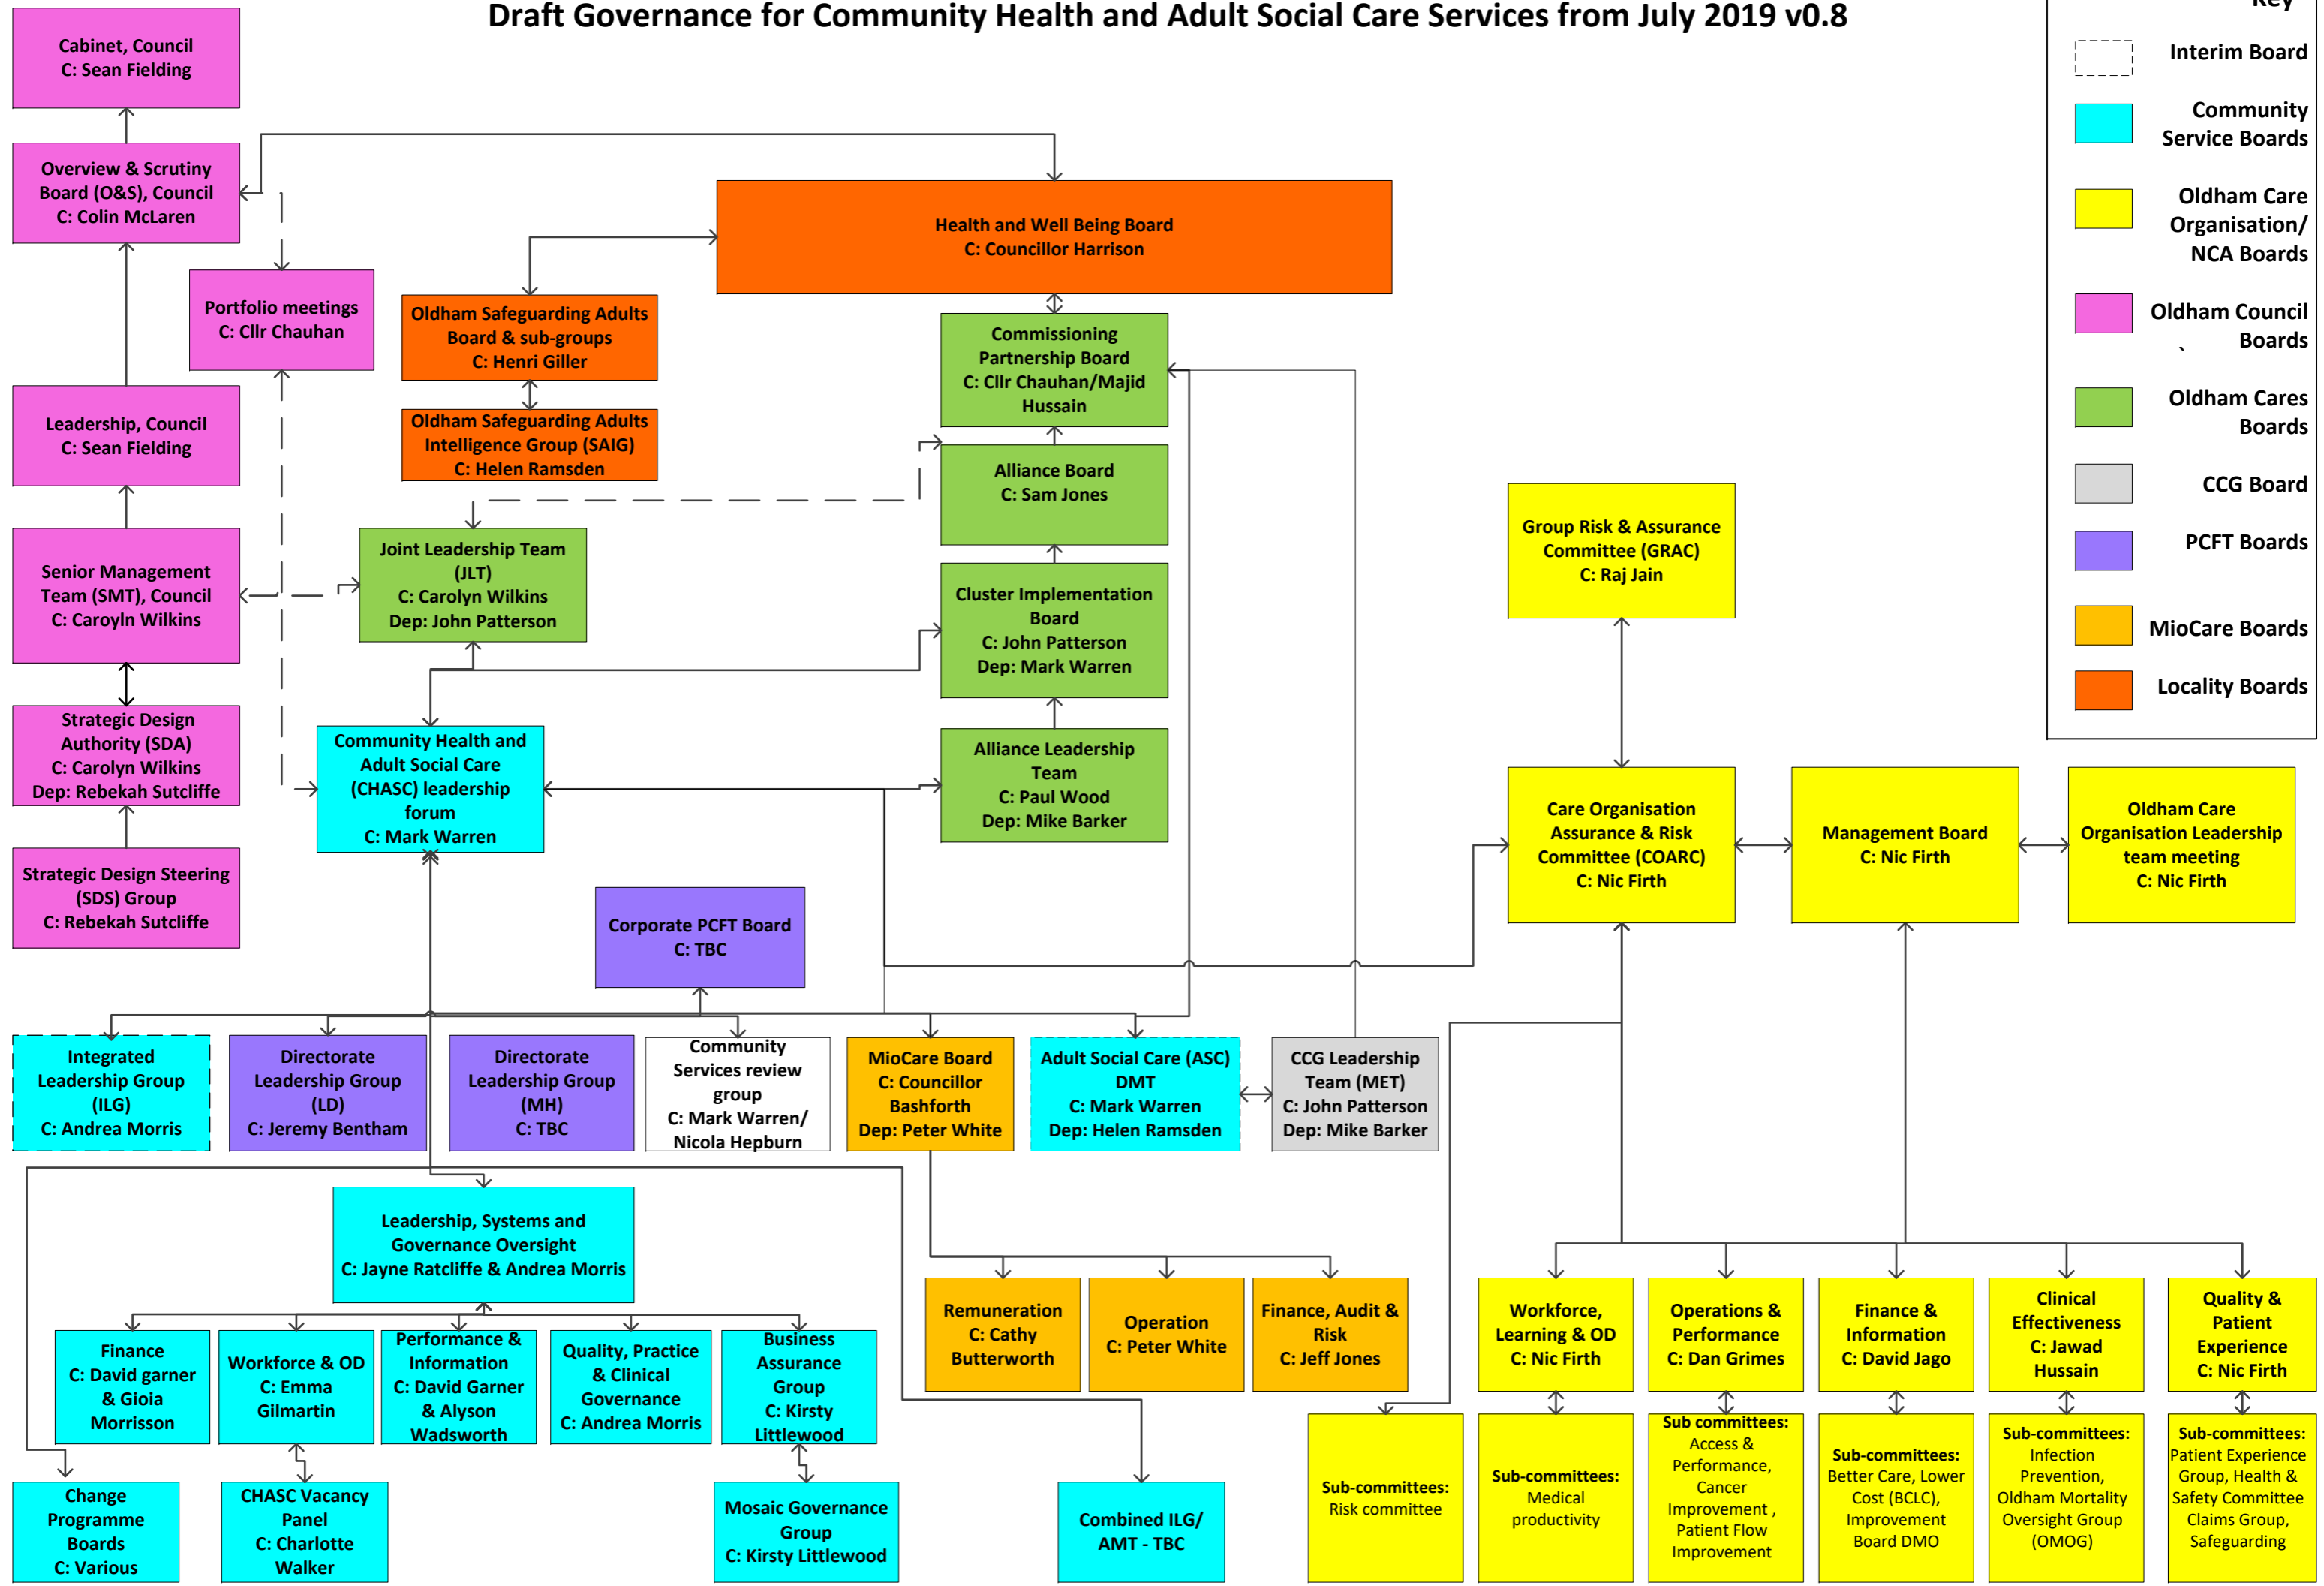 Draft Governance for Community Health and Adult Social Care Services from July 2019 v0.8
Key
Interim Board
Community
Service Boards
Oldham Care
Organisation/
NCA Boards
Oldham Council
Boards
`
Oldham Cares
Boards
CCG Board
PCFT Boards
MioCare Boards
Locality Boards
Cabinet, Council
C: Sean Fielding
Overview & Scrutiny
Board (O&S), Council
C: Colin McLaren
Portfolio meetings
C: Cllr Chauhan
Leadership, Council
C: Sean Fielding
Senior Management
Team (SMT), Council
C: Caroyln Wilkins
Strategic Design
Authority (SDA)
C: Carolyn Wilkins
Dep: Rebekah Sutcliffe
Strategic Design Steering
(SDS) Group
C: Rebekah Sutcliffe
Health and Well Being Board
C: Councillor Harrison
Oldham Safeguarding Adults
Board & sub-groups
C: Henri Giller
Oldham Safeguarding Adults
Intelligence Group (SAIG)
C: Helen Ramsden
Commissioning
Partnership Board
C: Cllr Chauhan/Majid
Hussain
Alliance Board
C: Sam Jones
Joint Leadership Team
(JLT)
C: Carolyn Wilkins
Dep: John Patterson
Cluster Implementation
Board
C: John Patterson
Dep: Mark Warren
Alliance Leadership
Team
C: Paul Wood
Dep: Mike Barker
Community Health and
Adult Social Care
(CHASC) leadership
forum
C: Mark Warren
Group Risk & Assurance
Committee (GRAC)
C: Raj Jain
Care Organisation
Assurance & Risk
Committee (COARC)
C: Nic Firth
Management Board
C: Nic Firth
Oldham Care
Organisation Leadership
team meeting
C: Nic Firth
Corporate PCFT Board
C: TBC
Integrated
Leadership Group
(ILG)
C: Andrea Morris
Directorate
Leadership Group
(LD)
C: Jeremy Bentham
Directorate
Leadership Group
(MH)
C: TBC
Community
Services review
group
C: Mark Warren/
Nicola Hepburn
MioCare Board
C: Councillor
Bashforth
Dep: Peter White
Adult Social Care (ASC)
DMT
C: Mark Warren
Dep: Helen Ramsden
CCG Leadership
Team (MET)
C: John Patterson
Dep: Mike Barker
Leadership, Systems and
Governance Oversight
C: Jayne Ratcliffe & Andrea Morris
Finance
C: David garner
& Gioia
Morrisson
Workforce & OD
C: Emma
Gilmartin
Performance &
Information
C: David Garner
& Alyson
Wadsworth
Quality, Practice
& Clinical
Governance
C: Andrea Morris
Business
Assurance
Group
C: Kirsty
Littlewood
Remuneration
C: Cathy
Butterworth
Operation
C: Peter White
Finance, Audit &
Risk
C: Jeff Jones
Workforce,
Learning & OD
C: Nic Firth
Operations &
Performance
C: Dan Grimes
Finance &
Information
C: David Jago
Clinical
Effectiveness
C: Jawad
Hussain
Quality &
Patient
Experience
C: Nic Firth
Change
Programme
Boards
C: Various
CHASC Vacancy
Panel
C: Charlotte
Walker
Mosaic Governance
Group
C: Kirsty Littlewood
Combined ILG/
AMT - TBC
Sub-committees:
Risk committee
Sub-committees:
Medical
productivity
Sub committees:
Access &
Performance,
Cancer
Improvement ,
Patient Flow
Improvement
Sub-committees:
Better Care, Lower
Cost (BCLC),
Improvement
Board DMO
Sub-committees:
Infection
Prevention,
Oldham Mortality
Oversight Group
(OMOG)
Sub-committees:
Patient Experience
Group, Health &
Safety Committee
Claims Group,
Safeguarding